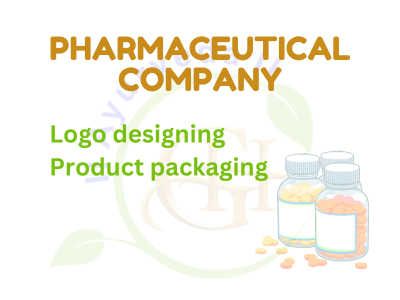 PHARMACEUTICAL
COMPANY
Logo designing
Product packaging